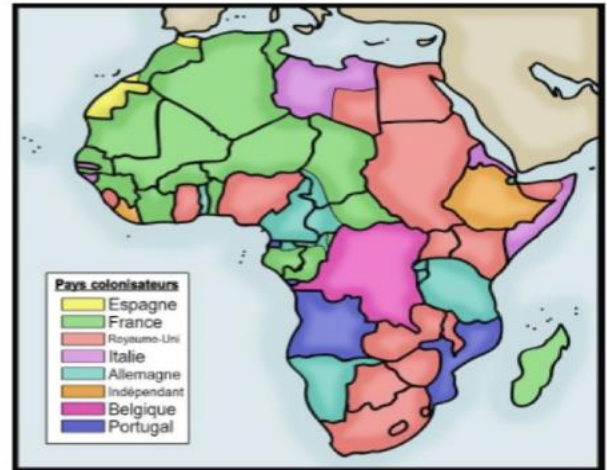 Pays colonisateurs
Espagne
France
Royaume-Uni
Italie
Allemagne
Indépendant
Belgique
Portugal